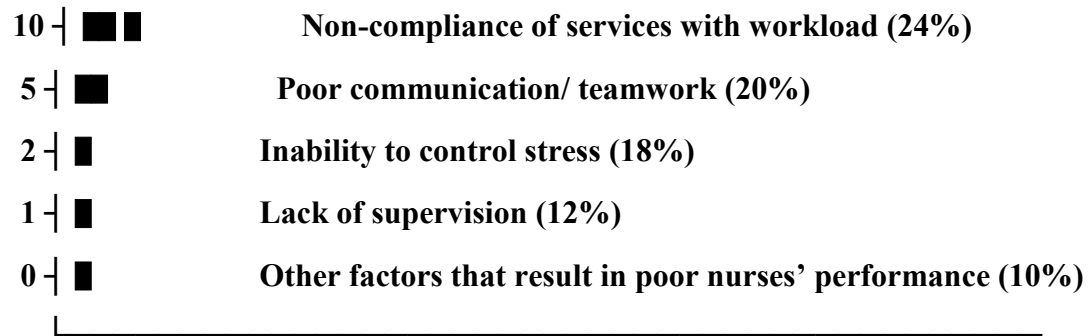 10 ┤ ██ █ Non-compliance of services with workload (24%)
5 ┤ ██ Poor communication/ teamwork (20%)
2 ┤ █ Inability to control stress (18%)
1 ┤ █ Lack of supervision (12%)
0 ┤ █ Other factors that result in poor nurses’ performance (10%)